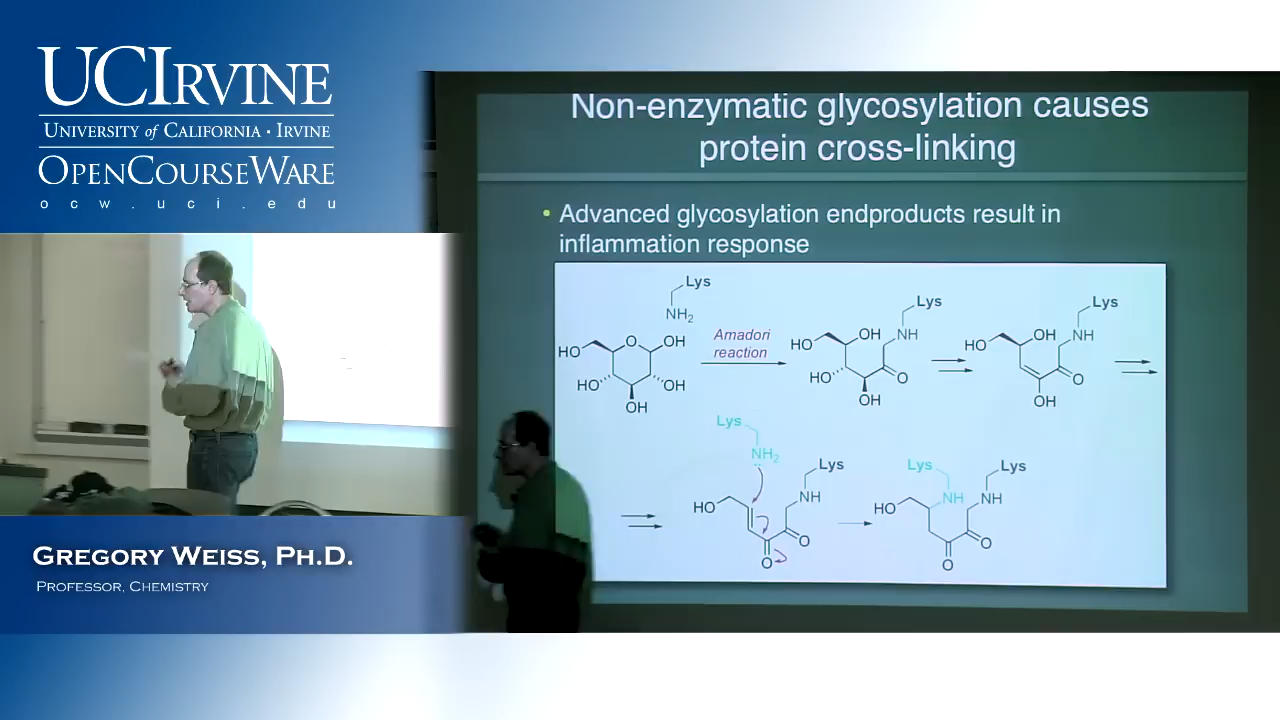 UCIRVINE
UNIVERSITY of CALIFORNIA · IRVINE
OPENCOURSEWARE
ocw.uci.edu
GREGORY WEISS, PH.D.
PROFESSOR, CHEMISTRY
Non-enzymatic glycosylation causes
protein cross-linking
• Advanced glycosylation endproducts result in
inflammation response
Lys
NH2
HO
O
OH
HO
OH
OH
Amadori
reaction
Lys
HO
OH
NH
HO
O
OH
Lys
HO
OH
NH
O
OH
Lys
NH2
Lys
HO
NH
O
O
Lys
Lys
HO
NH
NH
O
O